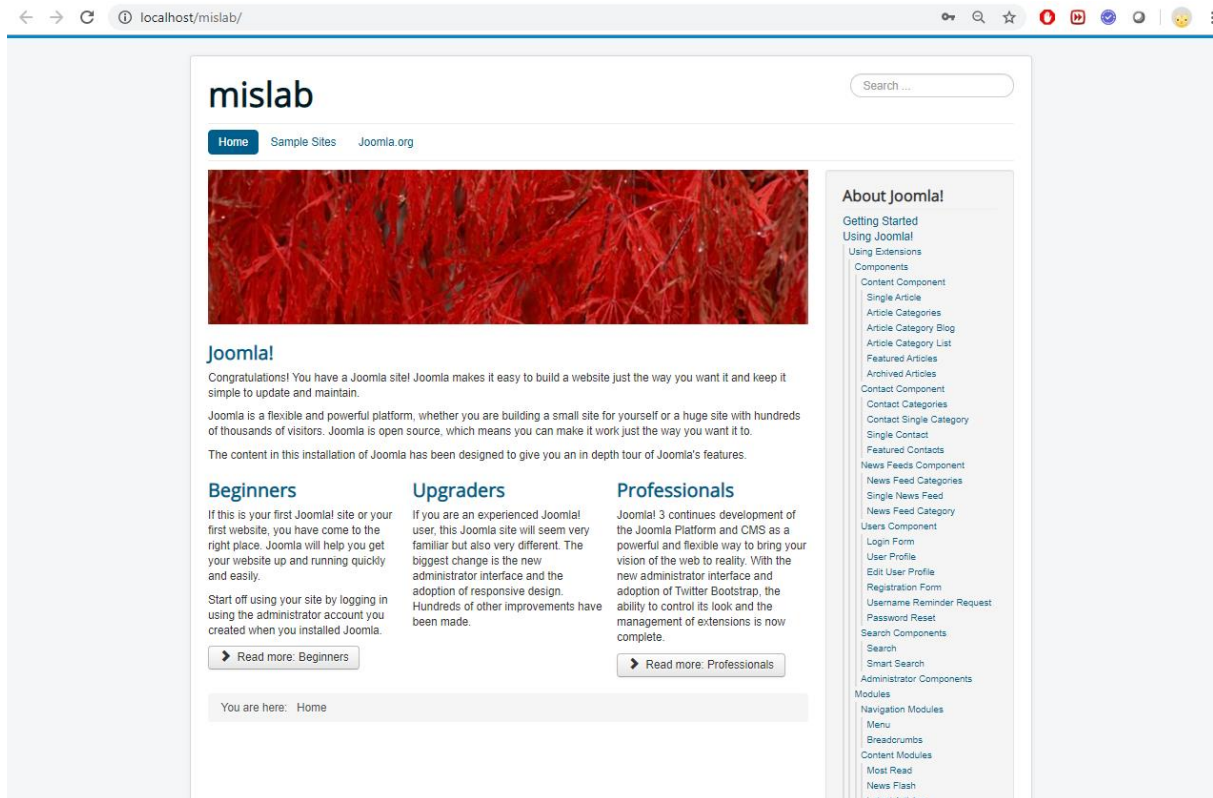 localhost/mislab/
mislab
Search ...
Home Sample Sites Joomla.org
Joomla!
Congratulations! You have a Joomla site! Joomla makes it easy to build a website just the way you want it and keep it
simple to update and maintain.
Joomla is a flexible and powerful platform, whether you are building a small site for yourself or a huge site with hundreds
of thousands of visitors. Joomla is open source, which means you can make it work just the way you want it to.
The content in this installation of Joomla has been designed to give you an in depth tour of Joomla's features.
Beginners
If this is your first Joomla! site or your
first website, you have come to the
right place. Joomla will help you get
your website up and running quickly
and easily.
Start off using your site by logging in
using the administrator account you
created when you installed Joomla.
Read more: Beginners
Upgraders
If you are an experienced Joomla!
user, this Joomla site will seem very
familiar but also very different. The
biggest change is the new
administrator interface and the
adoption of responsive design.
Hundreds of other improvements have
been made.
Professionals
Joomla! 3 continues development of
the Joomla Platform and CMS as a
powerful and flexible way to bring your
vision of the web to reality. With the
new administrator interface and
adoption of Twitter Bootstrap, the
ability to control its look and the
management of extensions is now
complete.
Read more: Professionals
You are here: Home
About Joomla!
Getting Started
Using Joomla!
Using Extensions
Components
Content Component
Single Article
Article Categories
Article Category Blog
Article Category List
Featured Articles
Archived Articles
Contact Component
Contact Categories
Contact Single Category
Single Contact
Featured Contacts
News Feeds Component
News Feed Categories
Single News Feed
News Feed Category
Users Component
Login Form
User Profile
Edit User Profile
Registration Form
Username Reminder Request
Password Reset
Search Components
Search
Smart Search
Administrator Components
Modules
Navigation Modules
Menu
Breadcrumbs
Content Modules
Most Read
News Flash